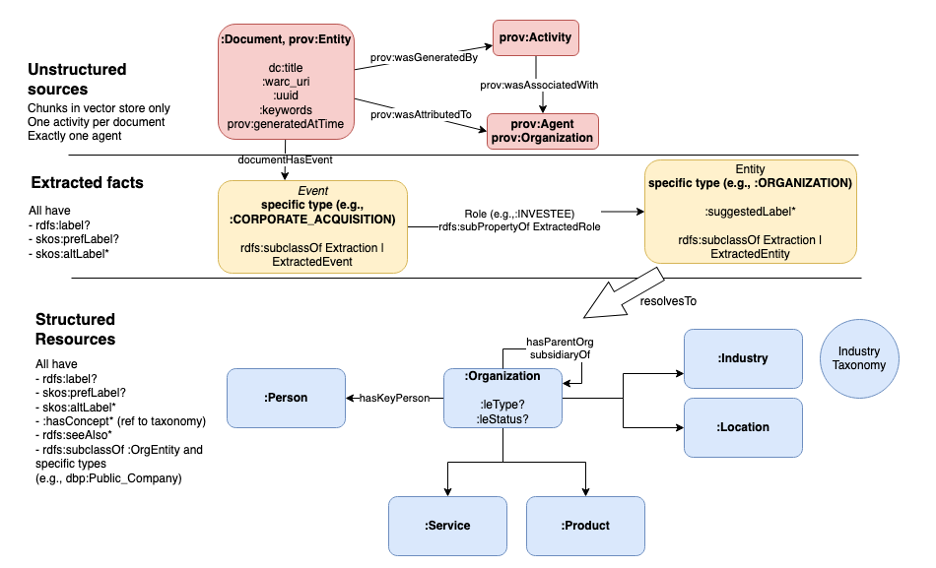 Unstructured
sources
Chunks in vector store only
One activity per document
Exactly one agent
:Document, prov:Entity
dc:title
:warc_uri
:uuid
:keywords
prov:generatedAtTime
prov:wasGeneratedBy
prov:Activity
prov:wasAssociatedWith
prov:wasAttributedTo
prov:Agent
prov:Organization
documentHasEvent
Extracted facts
All have
- rdfs:label?
- skos:prefLabel?
- skos:altLabel*
Event
specific type (e.g.,
:CORPORATE_ACQUISITION)
rdfs:subclassOf Extraction I
ExtractedEvent
Role (e.g.,:INVESTEE)
rdfs:subPropertyOf ExtractedRole
Entity
specific type (e.g., :ORGANIZATION)
:suggestedLabel*
rdfs:subclassOf Extraction I
ExtractedEntity
resolvesTo
Structured
Resources
All have
- rdfs:label?
- skos:prefLabel?
- skos:altLabel*
- :hasConcept* (ref to taxonomy)
- rdfs:seeAlso*
- rdfs:subclassOf :OrgEntity and
specific types
(e.g., dbp:Public_Company)
hasParentOrg
subsidiaryOf
:Person
hasKeyPerson
:Organization
:leType?
:leStatus?
:Industry
:Location
Industry
Taxonomy
:Service
:Product